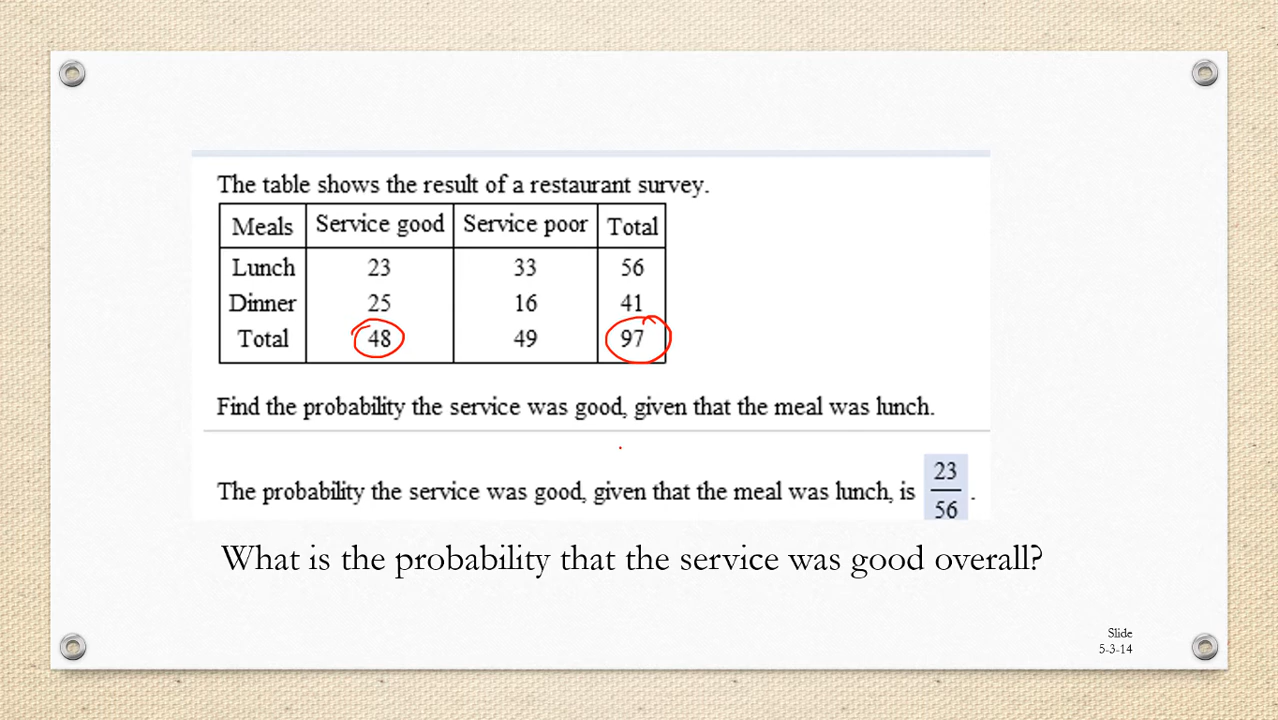 The table shows the result of a restaurant survey.
Meals Service good Service poor Total
Lunch 23 33 56
Dinner 25 16 41
Total 48 49 97
Find the probability the service was good, given that the meal was lunch.
The probability the service was good, given that the meal was lunch, is 23/56.
What is the probability that the service was good overall?
Slide
5-3-14